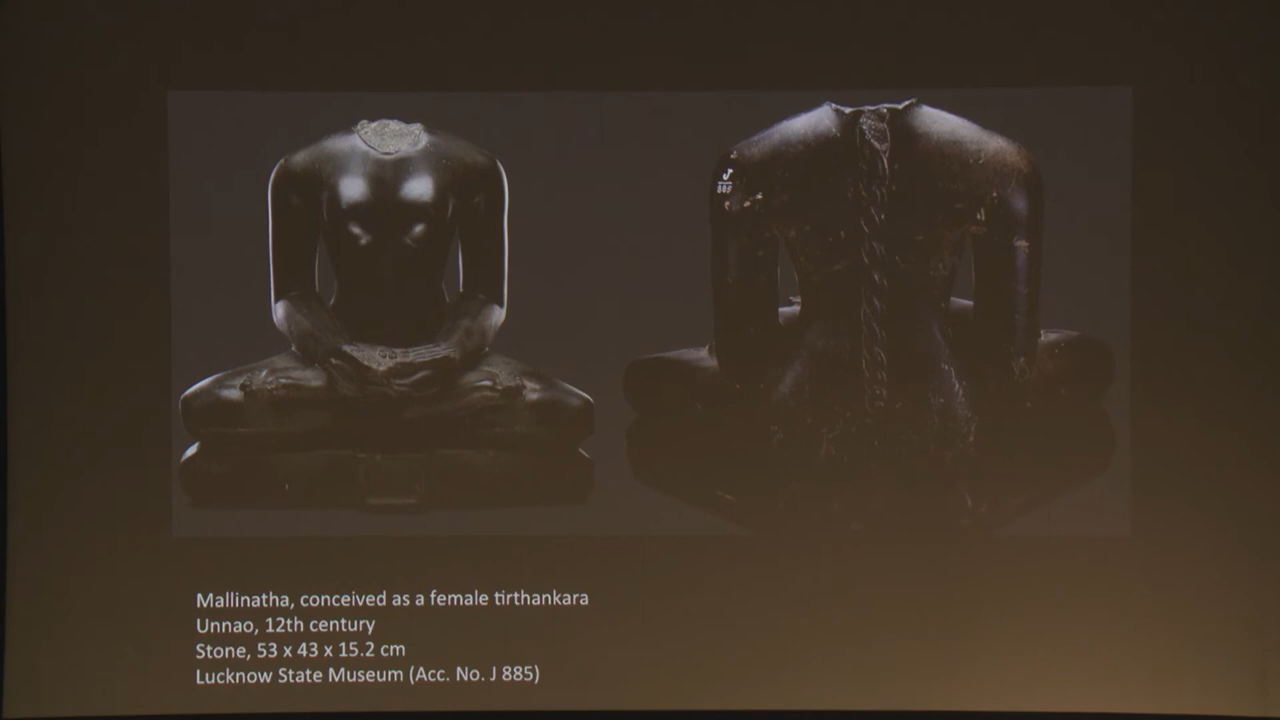 J
885
Mallinatha, conceived as a female tirthankara
Unnao, 12th century
Stone, 53 x 43 x 15.2 cm
Lucknow State Museum (Acc. No. J 885)